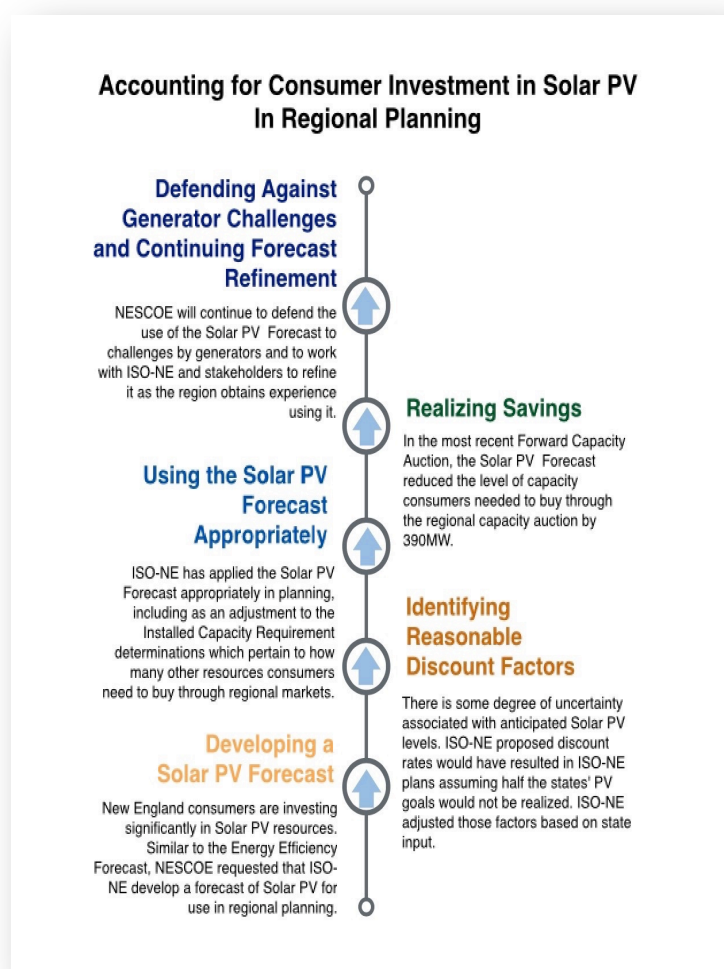 Accounting for Consumer Investment in Solar PV
In Regional Planning
Defending Against
Generator Challenges
and Continuing Forecast
Refinement
NESCOE will continue to defend the
use of the Solar PV Forecast to
challenges by generators and to work
with ISO-NE and stakeholders to refine
it as the region obtains experience
using it.
Realizing Savings
In the most recent Forward Capacity
Auction, the Solar PV Forecast
reduced the level of capacity
consumers needed to buy through
the regional capacity auction by
390MW.
Using the Solar PV
Forecast
Appropriately
ISO-NE has applied the Solar PV
Forecast appropriately in planning,
including as an adjustment to the
Installed Capacity Requirement
determinations which pertain to how
many other resources consumers
need to buy through regional markets.
Identifying
Reasonable
Discount Factors
There is some degree of uncertainty
associated with anticipated Solar PV
levels. ISO-NE proposed discount
rates would have resulted in ISO-NE
plans assuming half the states' PV
goals would not be realized. ISO-NE
adjusted those factors based on state
input.
Developing a
Solar PV Forecast
New England consumers are investing
significantly in Solar PV resources.
Similar to the Energy Efficiency
Forecast, NESCOE requested that ISO-
NE develop a forecast of Solar PV for
use in regional planning.